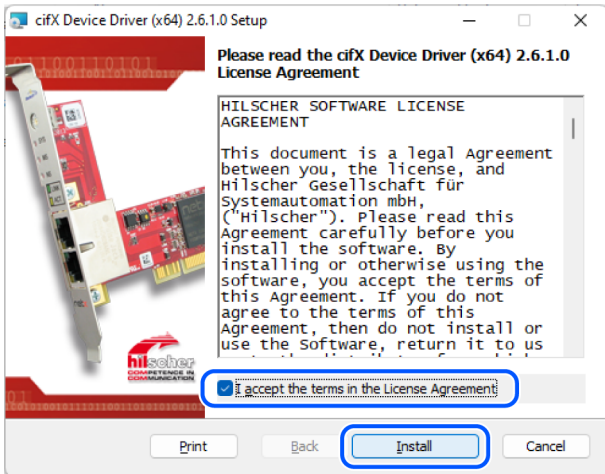 cifX Device Driver (x64) 2.6.1.0 Setup
Please read the cifX Device Driver (x64) 2.6.1.0
License Agreement
HILSCHER SOFTWARE LICENSE
AGREEMENT
This document is a legal Agreement
between you, the license, and
Hilscher Gesellschaft für
Systemautomation mbH,
("Hilscher"). Please read this
Agreement carefully before you
install the software. By
installing or otherwise using the
software, you accept the terms of
this Agreement. If you do not
agree to the terms of this
Agreement, then do not install or
use the Software, return it to us
hilscher
COMPETENCE IN
COMMUNICATION
I accept the terms in the License Agreement
Print
Back
Install
Cancel